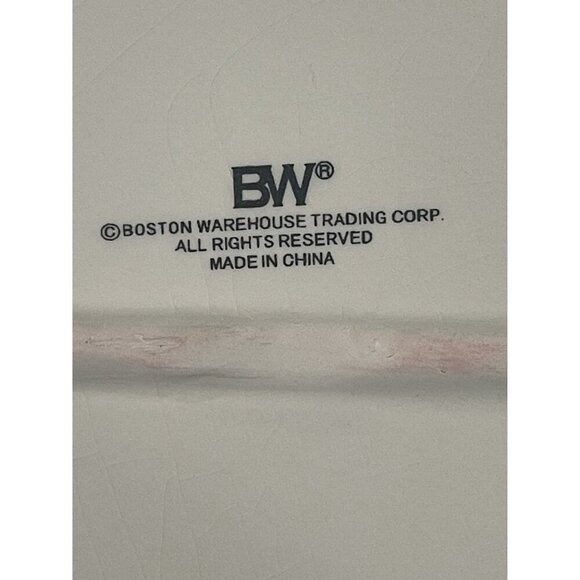 BW®
©BOSTON WAREHOUSE TRADING CORP.
ALL RIGHTS RESERVED
MADE IN CHINA